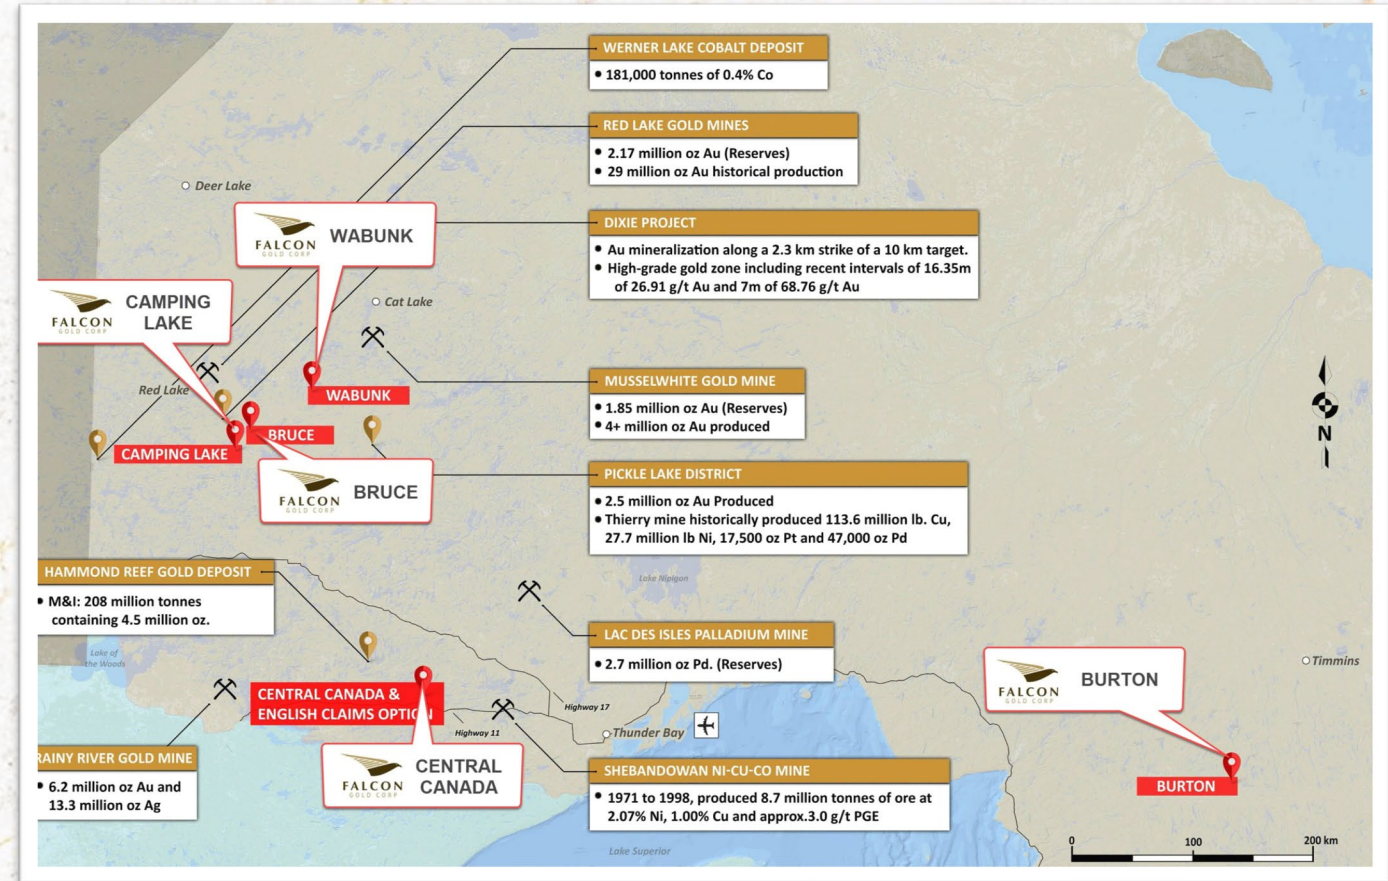 WERNER LAKE COBALT DEPOSIT
• 181,000 tonnes of 0.4% Co
RED LAKE GOLD MINES
• 2.17 million oz Au (Reserves)
• 29 million oz Au historical production
Deer Lake
FALCON
GOLD CORP
WABUNK
DIXIE PROJECT
• Au mineralization along a 2.3 km strike of a 10 km target.
• High-grade gold zone including recent intervals of 16.35m
of 26.91 g/t Au and 7m of 68.76 g/t Au
FALCON
GOLD CORP
CAMPING
LAKE
Cat Lake
Red Lake
WABUNK
MUSSELWHITE GOLD MINE
• 1.85 million oz Au (Reserves)
• 4+ million oz Au produced
BRUCE
CAMPING LAKE
N
FALCON
GOLD CORP
BRUCE
PICKLE LAKE DISTRICT
• 2.5 million oz Au Produced
• Thierry mine historically produced 113.6 million lb. Cu,
27.7 million lb Ni, 17,500 oz Pt and 47,000 oz Pd
HAMMOND REEF GOLD DEPOSIT
• M&I: 208 million tonnes
containing 4.5 million oz.
Lake Nipigon
LAC DES ISLES PALLADIUM MINE
• 2.7 million oz Pd. (Reserves)
Lake of
the Woods
Timmins
FALCON
GOLD CORP
BURTON
CENTRAL CANADA &
ENGLISH CLAIMS OPTION
Highway 17
Highway 11
Thunder Bay
RAINY RIVER GOLD MINE
• 6.2 million oz Au and
13.3 million oz Ag
FALCON
GOLD CORP
CENTRAL
CANADA
SHEBANDOWAN NI-CU-CO MINE
• 1971 to 1998, produced 8.7 million tonnes of ore at
2.07% Ni, 1.00% Cu and approx.3.0 g/t PGE
BURTON
Lake Superior
0 100 200 km